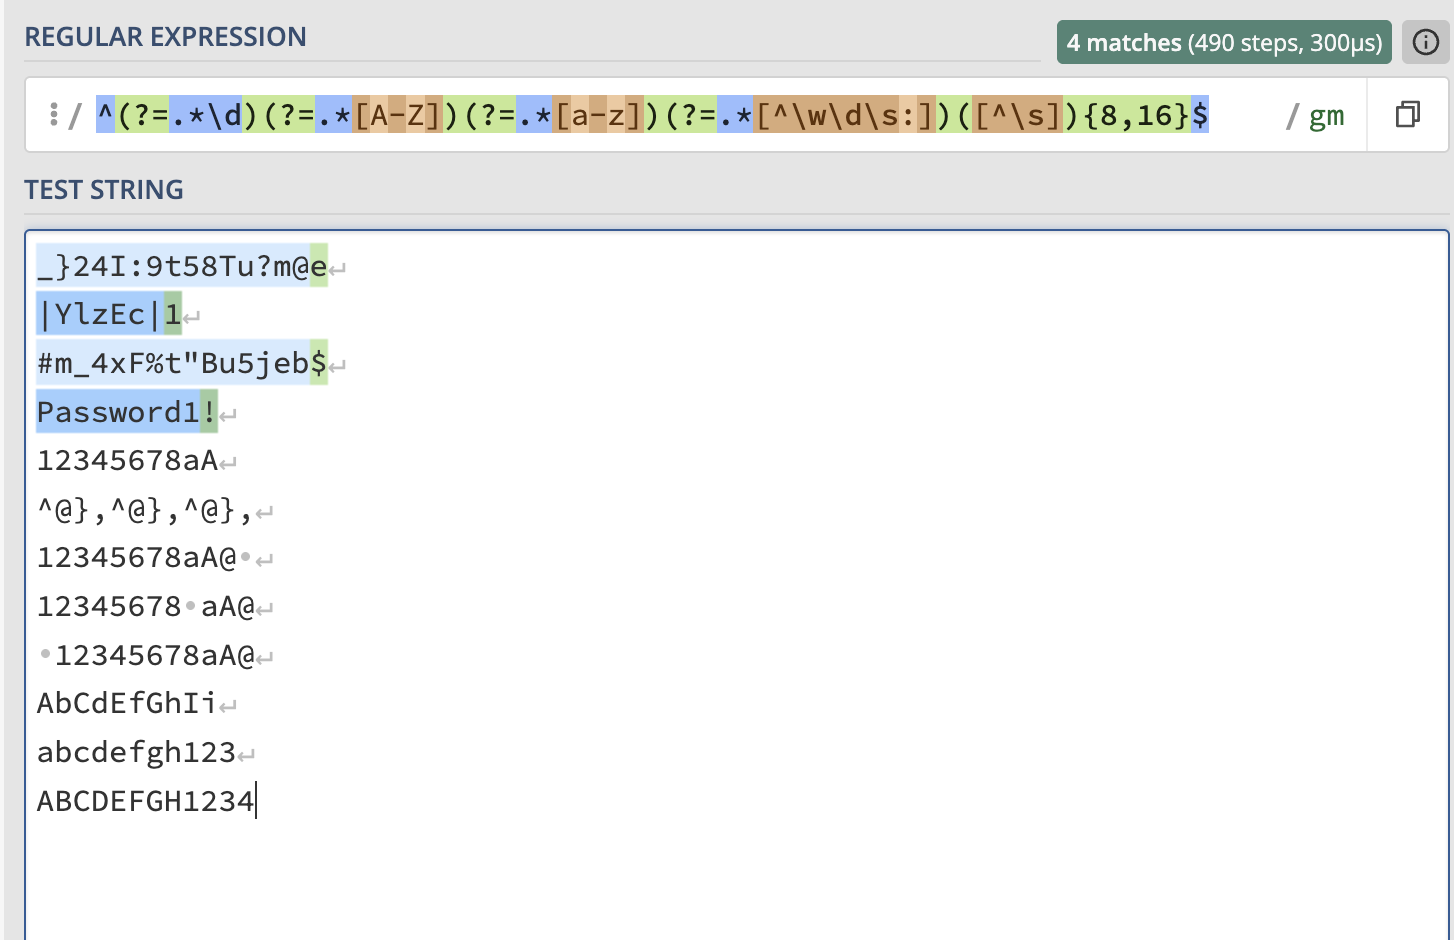 REGULAR EXPRESSION
4 matches (490 steps, 300µs)
/ ^(?=.*\d)(?=.*[A-Z])(?=.*[a-z])(?=.*[^\w\d\s:])([^\s]){8,16}$ / gm
TEST STRING
_}24I:9t58Tu?m@e↵
|YlzEc|1↵
#m_4xF%t"Bu5jeb$↵
Password1!↵
12345678aA↵
^@},^@},^@},↵
12345678aA@•↵
12345678•aA@↵
•12345678aA@↵
AbCdEfGhIi↵
abcdefgh123↵
ABCDEFGH1234